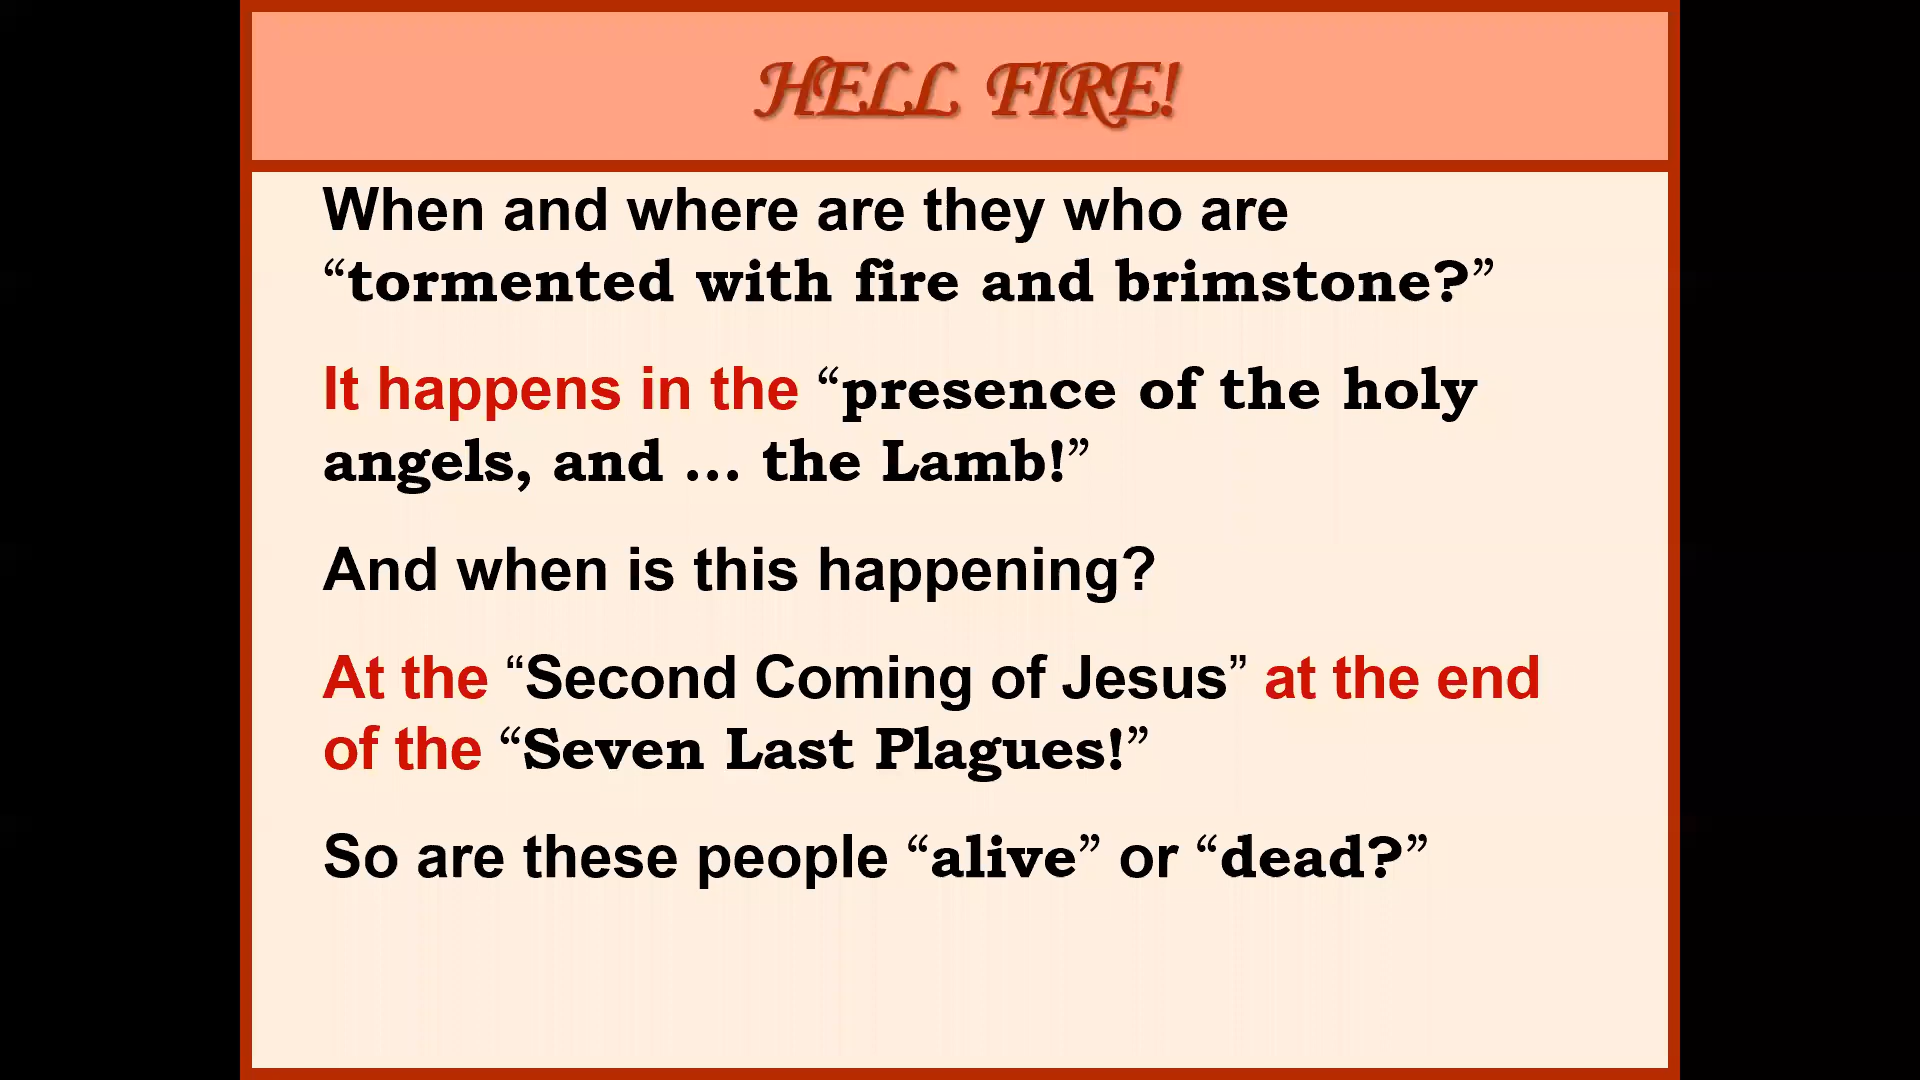 HELL FIRE!
When and where are they who are
“tormented with fire and brimstone?”
It happens in the “presence of the holy
angels, and ... the Lamb!”
And when is this happening?
At the “Second Coming of Jesus” at the end
of the “Seven Last Plagues!”
So are these people “alive” or “dead?”